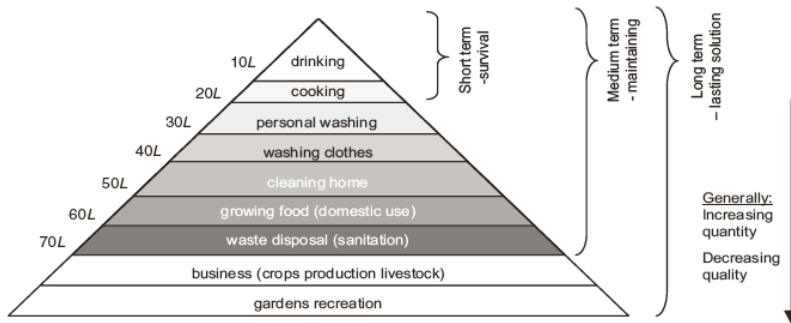 10L
drinking
20L
cooking
30L
personal washing
40L
washing clothes
50L
cleaning home
60L
growing food (domestic use)
70L
waste disposal (sanitation)
business (crops production livestock)
gardens recreation
Short term
-survival
Medium term
- maintaining
Long term
– lasting solution
Generally:
Increasing
quantity
Decreasing
quality